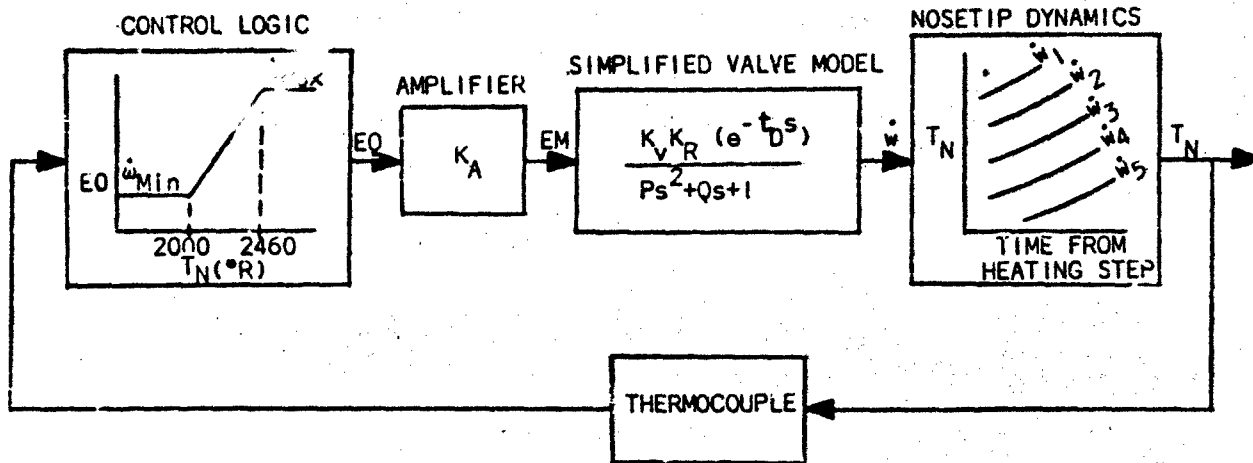 CONTROL LOGIC
EO
ẇMin
2000 2460
T_N(°R)
EO
AMPLIFIER
K_A
EM
SIMPLIFIED VALVE MODEL
K_v K_R (e^-t_D s)
Ps²+Qs+1
ẇ
NOSETIP DYNAMICS
T_N
ẇ1
ẇ2
ẇ3
ẇ4
ẇ5
TIME FROM
HEATING STEP
T_N
THERMOCOUPLE